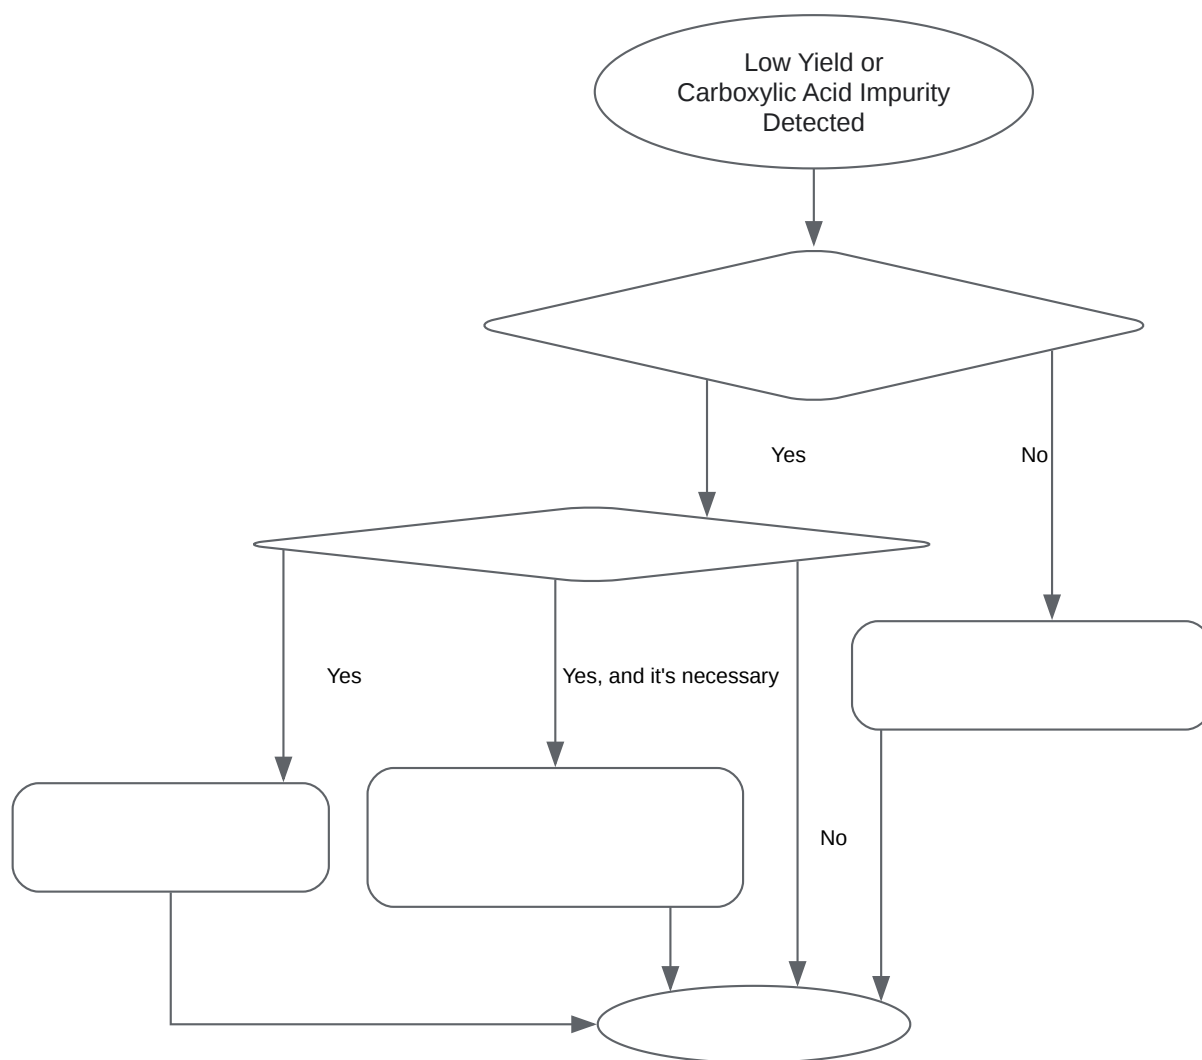 Low Yield or
Carboxylic Acid Impurity
Detected
Yes
No
Yes
Yes, and it's necessary
No